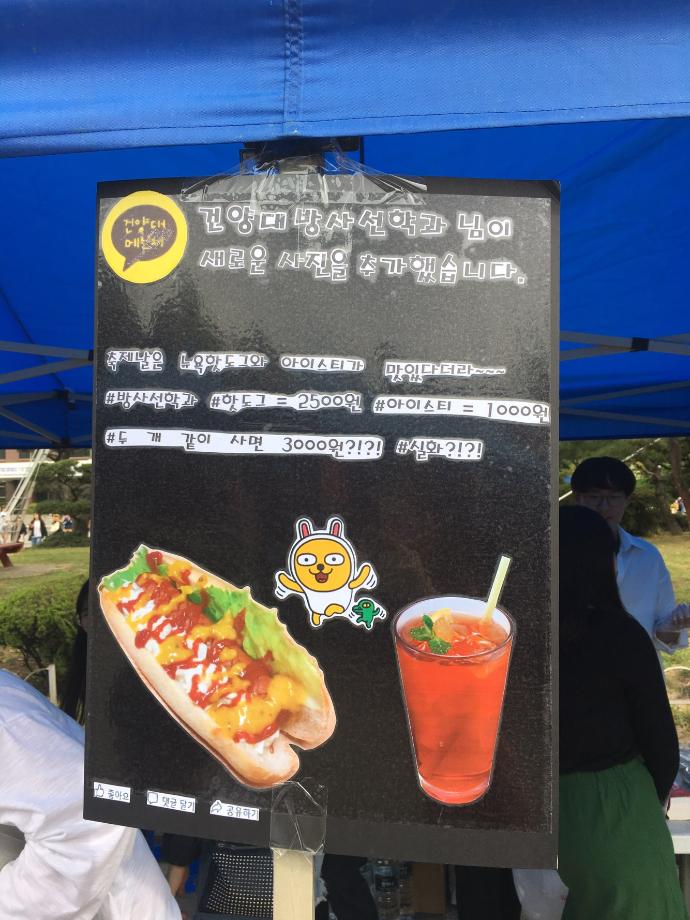 건양대
건양대 방사선학과 님이
새로운 사진을 추가했습니다.
축제날은 뉴욕핫도그와 아이스티가 맛있답더라~~~
#방사선학과 #핫도그 = 2500원 #아이스티 = 1000원
#두 개 같이 사면 3000원?!?! #실화?!?!
좋아요 댓글 달기 공유하기